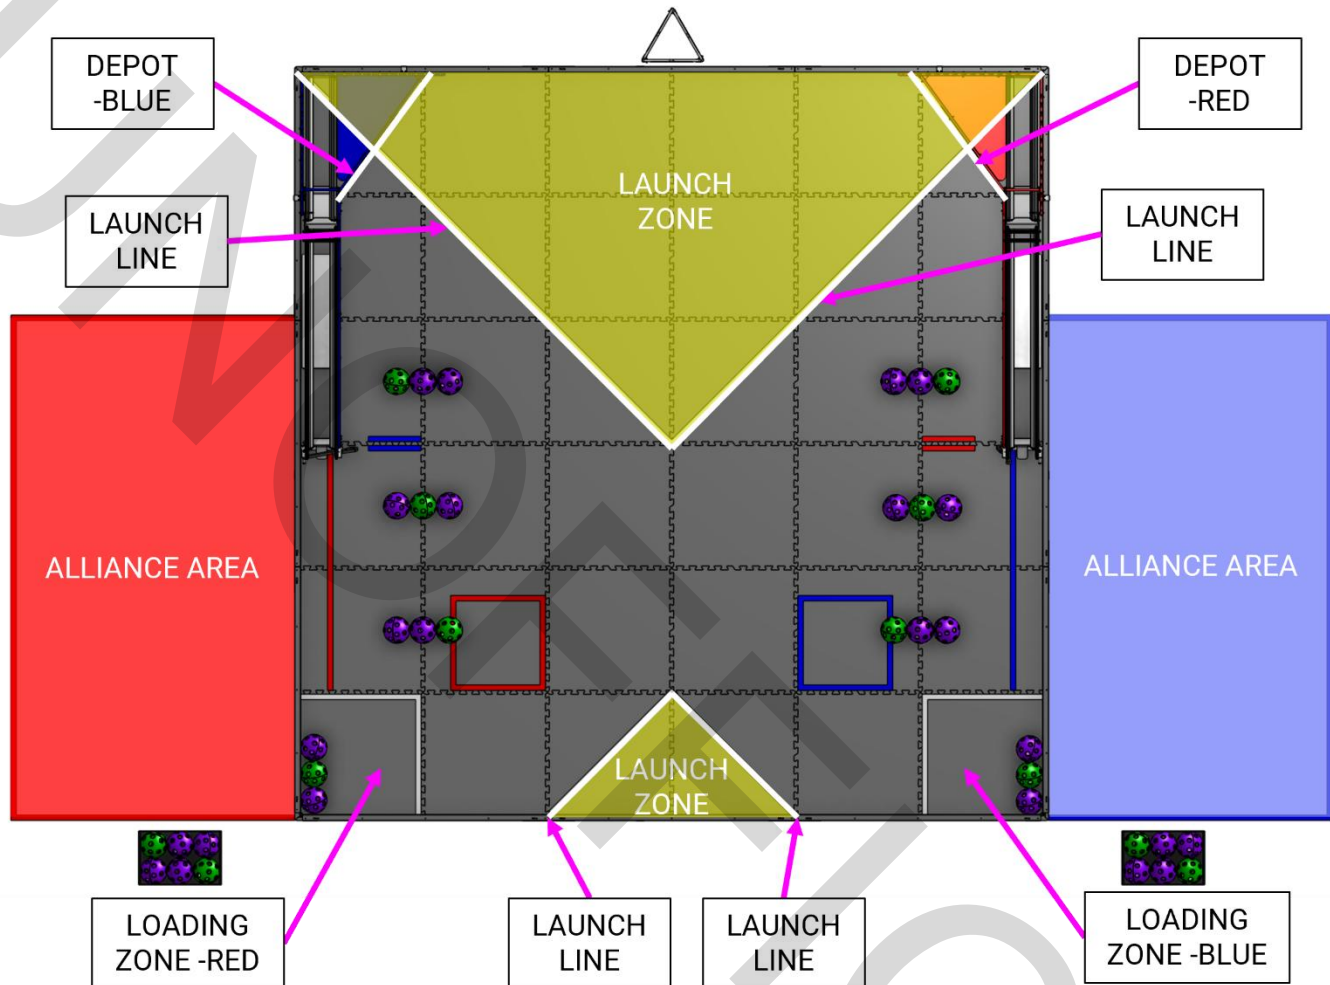 DEPOT
-BLUE
DEPOT
-RED
LAUNCH
ZONE
LAUNCH
LINE
LAUNCH
LINE
ALLIANCE AREA
ALLIANCE AREA
LAUNCH
ZONE
LOADING
ZONE -RED
LAUNCH
LINE
LAUNCH
LINE
LOADING
ZONE -BLUE